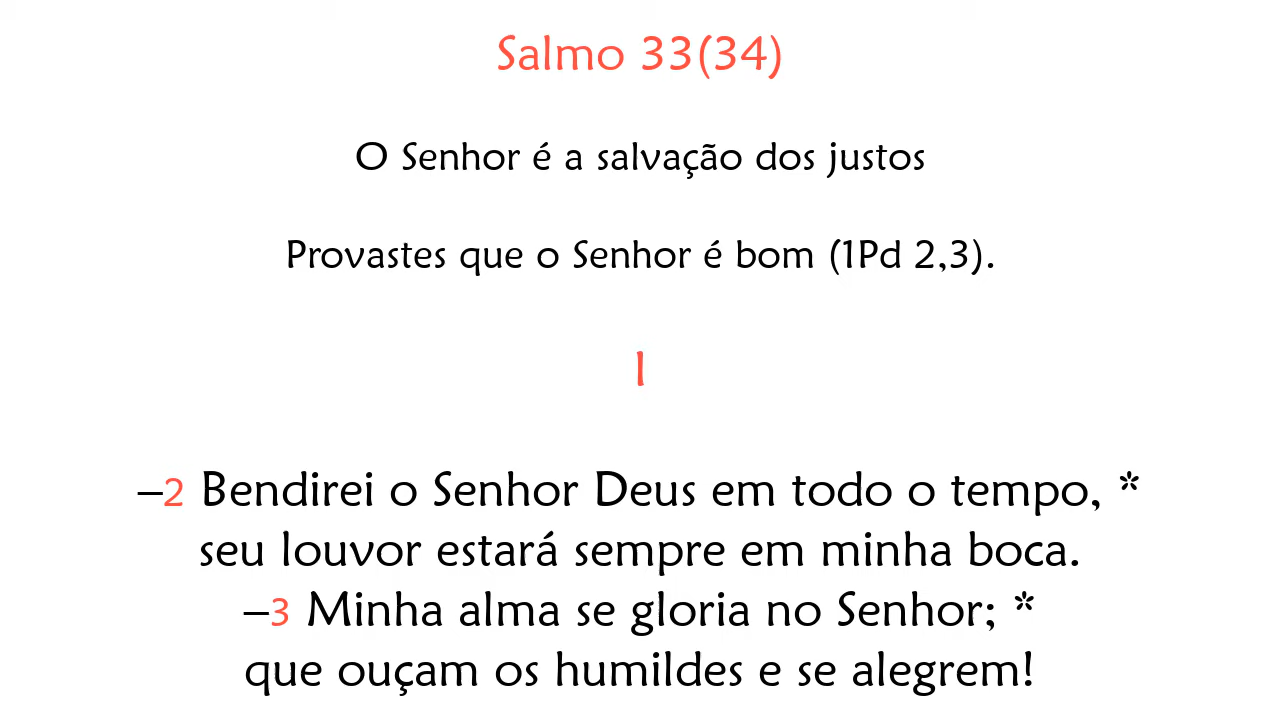 Salmo 33(34)
O Senhor é a salvação dos justos
Provastes que o Senhor é bom (1Pd 2,3).
I
–2 Bendirei o Senhor Deus em todo o tempo, *
seu louvor estará sempre em minha boca.
–3 Minha alma se gloria no Senhor; *
que ouçam os humildes e se alegrem!